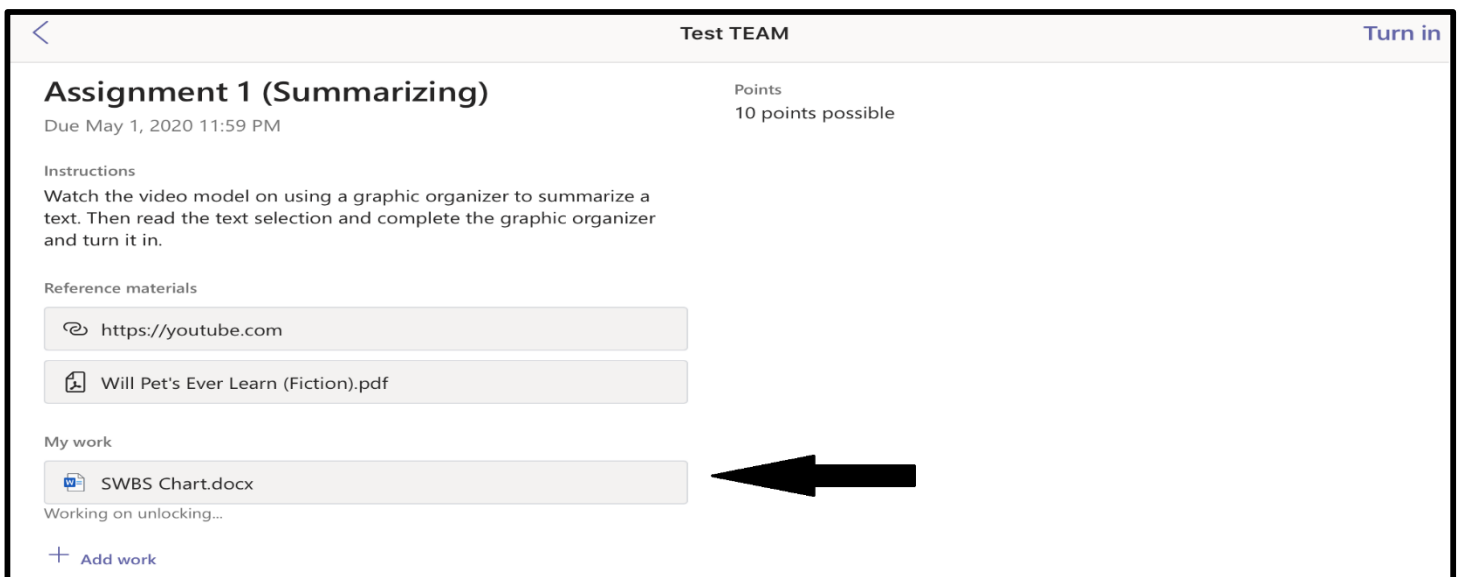 Test TEAM
Turn in
Assignment 1 (Summarizing)
Due May 1, 2020 11:59 PM
Points
10 points possible
Instructions
Watch the video model on using a graphic organizer to summarize a
text. Then read the text selection and complete the graphic organizer
and turn it in.
Reference materials
https://youtube.com
Will Pet's Ever Learn (Fiction).pdf
My work
SWBS Chart.docx
Working on unlocking...
+ Add work